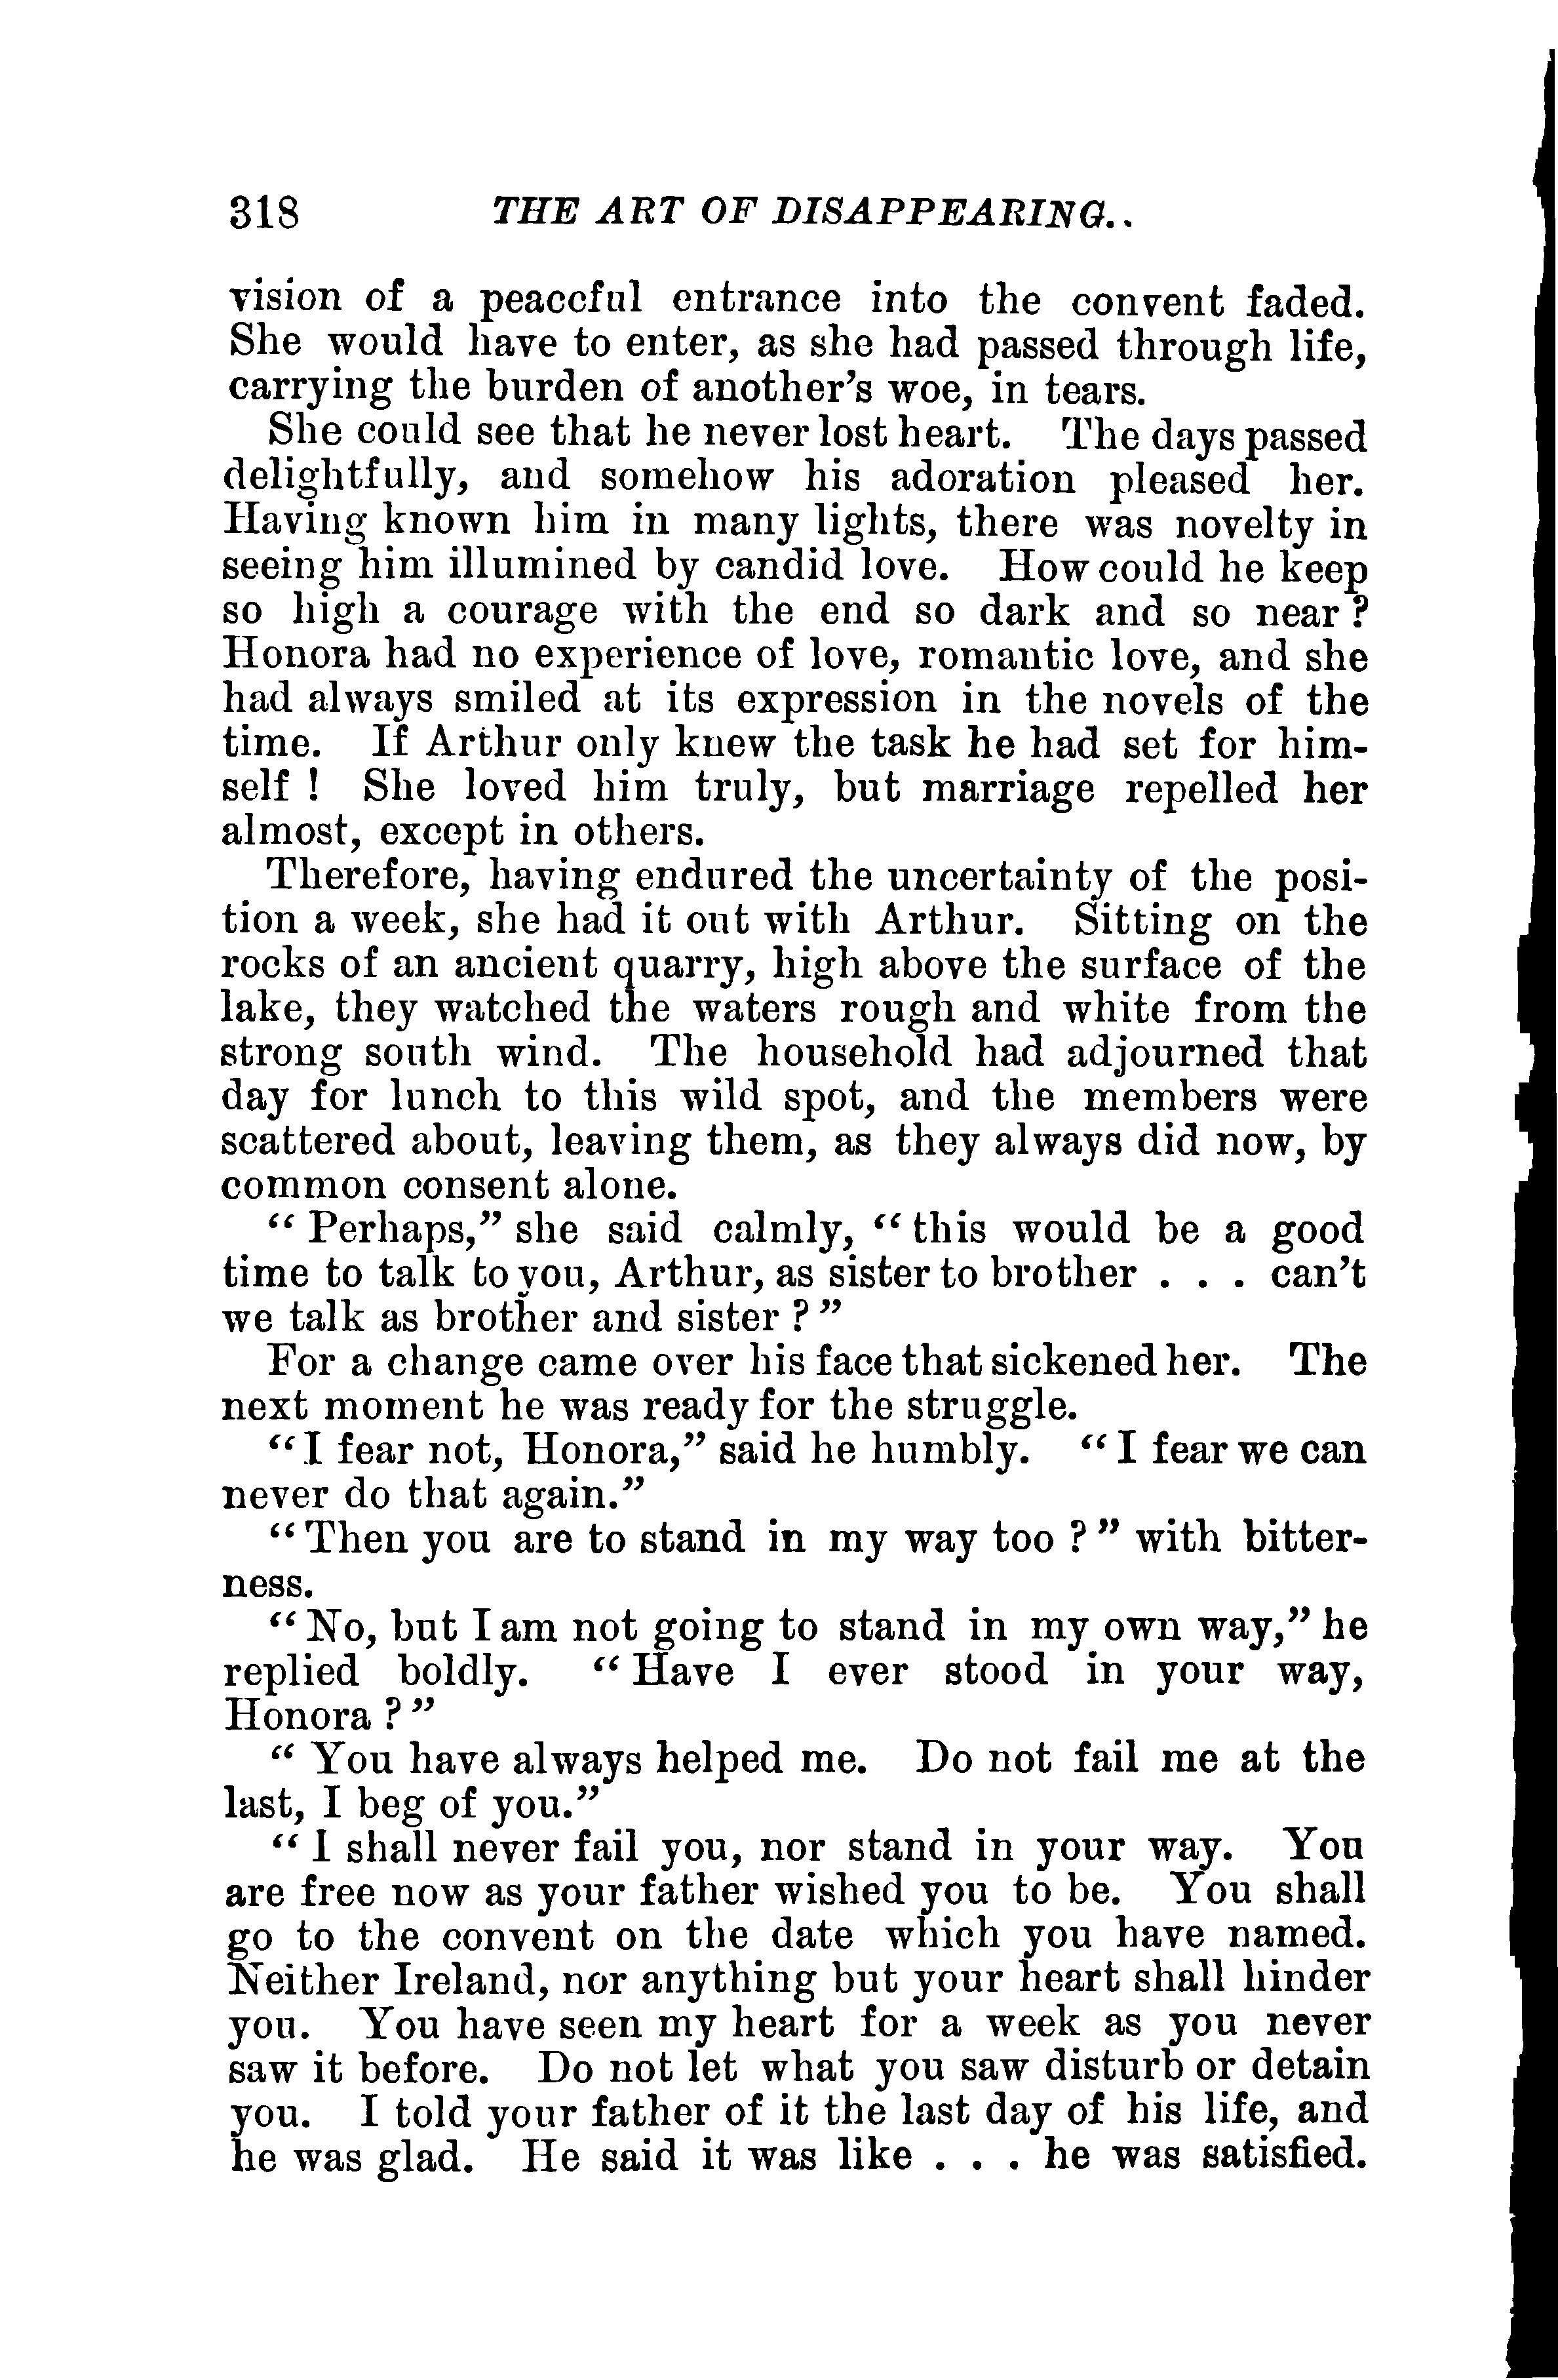 318 THE ART OF DISAPPEARING..
vision of a peaceful entrance into the convent faded.
She would have to enter, as she had passed through life,
carrying the burden of another's woe, in tears.
She could see that he never lost heart. The days passed
delightfully, and somehow his adoration pleased her.
Having known him in many lights, there was novelty in
seeing him illumined by candid love. How could he keep
so high a courage with the end so dark and so near ?
Honora had no experience of love, romantic love, and she
had always smiled at its expression in the novels of the
time. If Arthur only knew the task he had set for him-
self ! She loved him truly, but marriage repelled her
almost, except in others.
Therefore, having endured the uncertainty of the posi-
tion a week, she had it out with Arthur. Sitting on the
rocks of an ancient quarry, high above the surface of the
lake, they watched the waters rough and white from the
strong south wind. The household had adjourned that
day for lunch to this wild spot, and the members were
scattered about, leaving them, as they always did now, by
common consent alone.
“ Perhaps,” she said calmly, “ this would be a good
time to talk to you, Arthur, as sister to brother . . . can't
we talk as brother and sister ? ”
For a change came over his face that sickened her. The
next moment he was ready for the struggle.
“ I fear not, Honora,” said he humbly. “ I fear we can
never do that again.”
“ Then you are to stand in my way too ? ” with bitter-
ness.
“ No, but I am not going to stand in my own way,” he
replied boldly. “ Have I ever stood in your way,
Honora ? ”
“ You have always helped me. Do not fail me at the
last, I beg of you.”
“ I shall never fail you, nor stand in your way. You
are free now as your father wished you to be. You shall
go to the convent on the date which you have named.
Neither Ireland, nor anything but your heart shall hinder
you. You have seen my heart for a week as you never
saw it before. Do not let what you saw disturb or detain
you. I told your father of it the last day of his life, and
he was glad. He said it was like . . . he was satisfied.